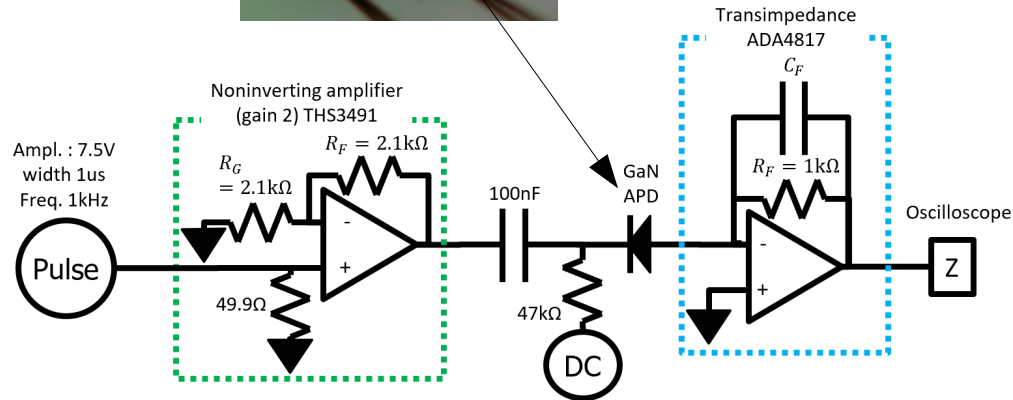 Transimpedance
ADA4817
C_F
Noninverting amplifier
(gain 2) THS3491
R_F = 2.1kΩ
Ampl. : 7.5V
width 1us
Freq. 1kHz
R_G
= 2.1kΩ
GaN
APD
R_F = 1kΩ
100nF
Oscilloscope
Pulse
-
+
-
+
Z
49.9Ω
47kΩ
DC